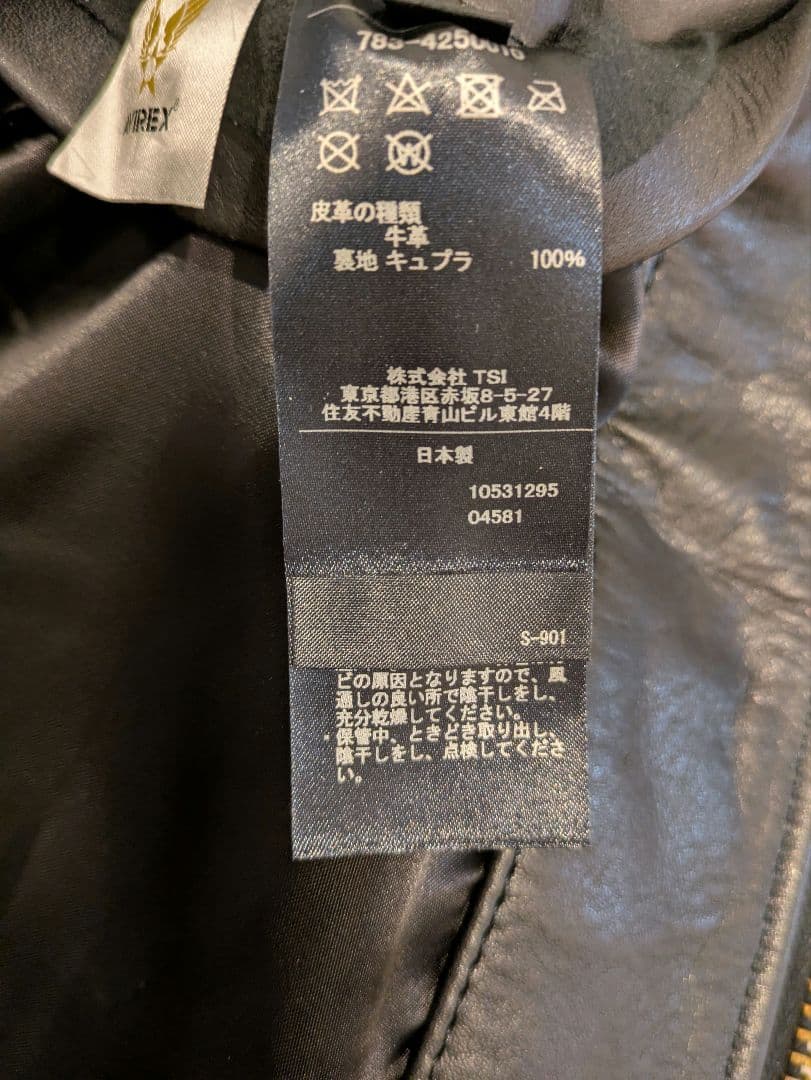 AVIREX®
783-4250010
皮革の種類
牛革
裏地 キュプラ 100%
株式会社 TSI
東京都港区赤坂8-5-27
住友不動産青山ビル東館4階
日本製
10531295
04581
S-901
ビの原因となりますので、風
通しの良い所で陰干しをし、
充分乾燥してください。
・保管中、ときどき取り出し、
陰干しをし、点検してくださ
い。